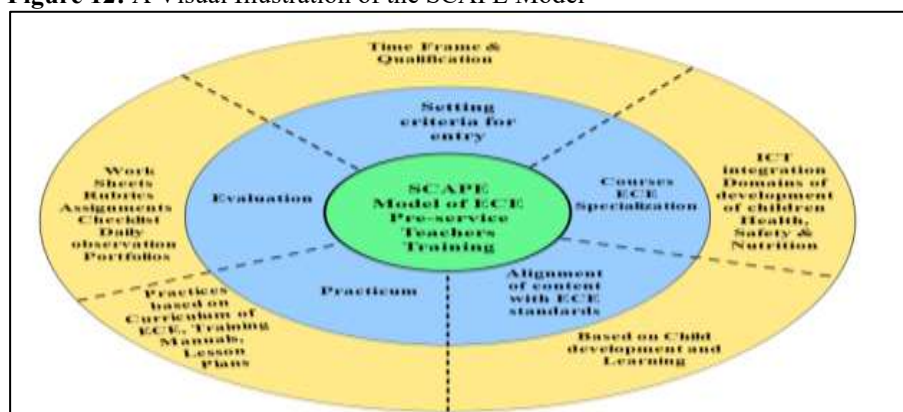 Figure 12: A Visual Illustration of the SCAPE Model
Time Frame &
Qualification
Setting
criteria for
entry
ICT
integration
Domains of
development
of children
Health,
Safety &
Nutrition
Courses
ECE
Specialization
Work
Sheets
Rubrics
Assignments
Checklist
Daily
observation
Portfolios
Evaluation
SCAPE
Model of ECE
Pre-service
Teachers
Training
Practicum
Alignment
of content
with ECE
standards
Practices
based on
Curriculum of
ECE, Training
Manuals,
Lesson
Plans
Based on Child
development and
Learning